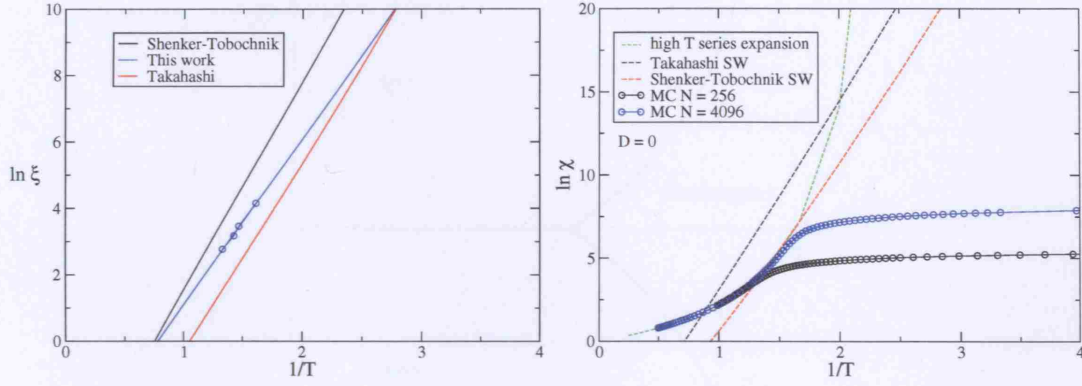 10
8
6
4
2
0
ln ξ
Shenker-Tobochnik
This work
Takahashi
0 1 2 3 4
1/T
20
15
10
5
0
ln χ
high T series expansion
Takahashi SW
Shenker-Tobochnik SW
MC N = 256
MC N = 4096
D = 0
0 1 2 3 4
1/T